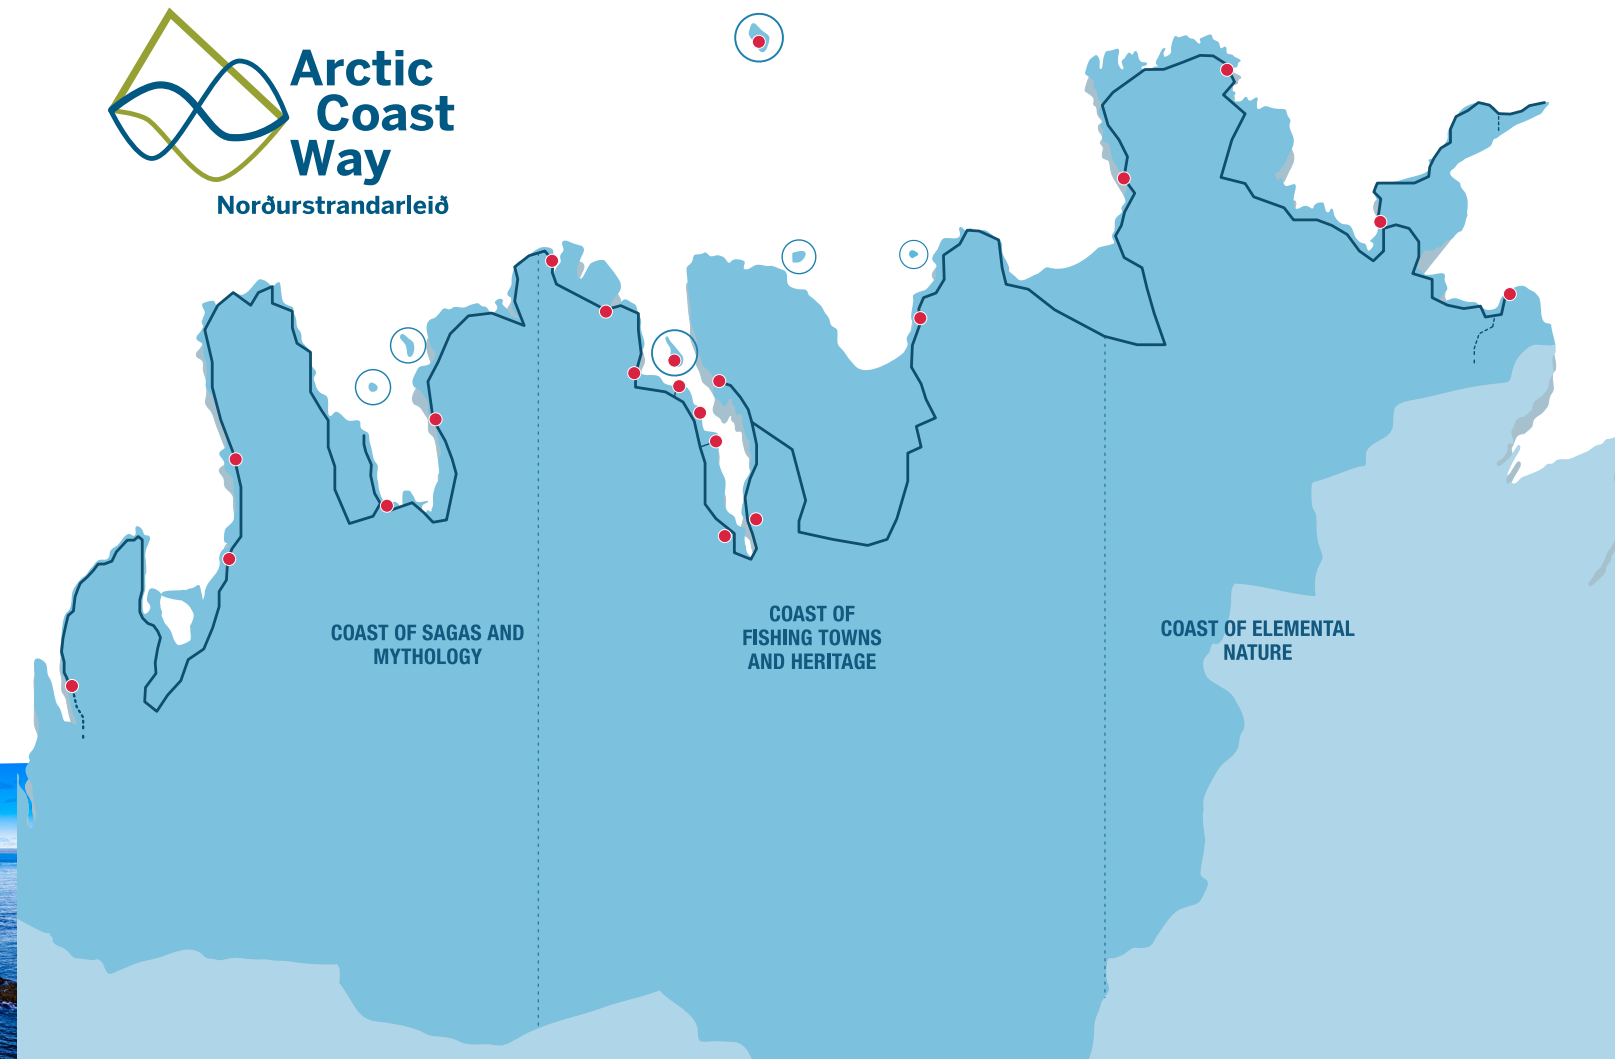 Arctic
Coast
Way
Norðurstrandarleið
COAST OF SAGAS AND
MYTHOLOGY
COAST OF
FISHING TOWNS
AND HERITAGE
COAST OF ELEMENTAL
NATURE